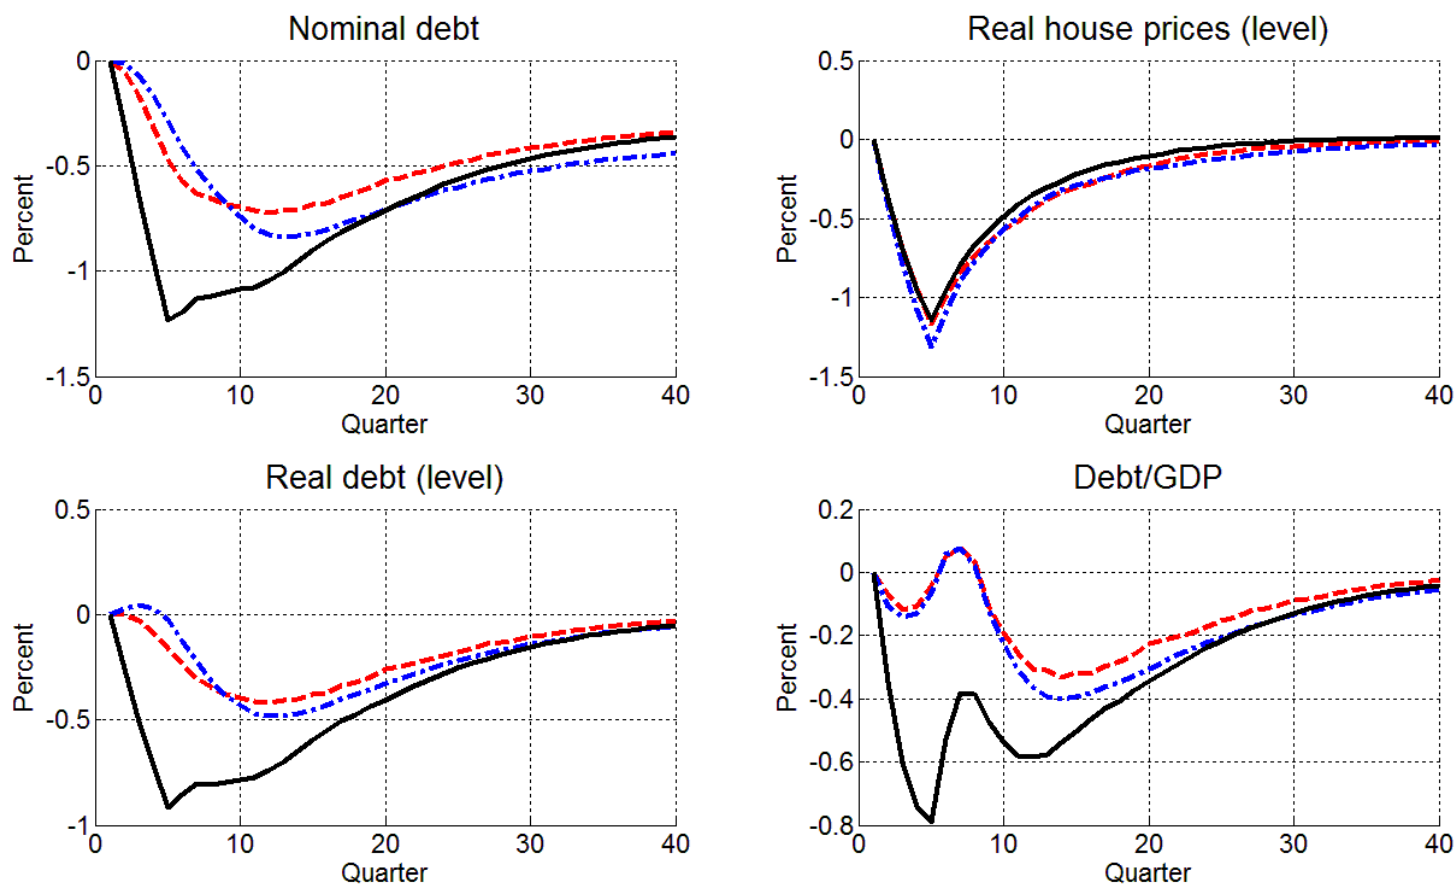 Nominal debt
0
-0.5
-1
-1.5
Percent
0 10 20 30 40
Quarter
Real house prices (level)
0.5
0
-0.5
-1
-1.5
Percent
0 10 20 30 40
Quarter
Real debt (level)
0.5
0
-0.5
-1
Percent
0 10 20 30 40
Quarter
Debt/GDP
0.2
0
-0.2
-0.4
-0.6
-0.8
Percent
0 10 20 30 40
Quarter